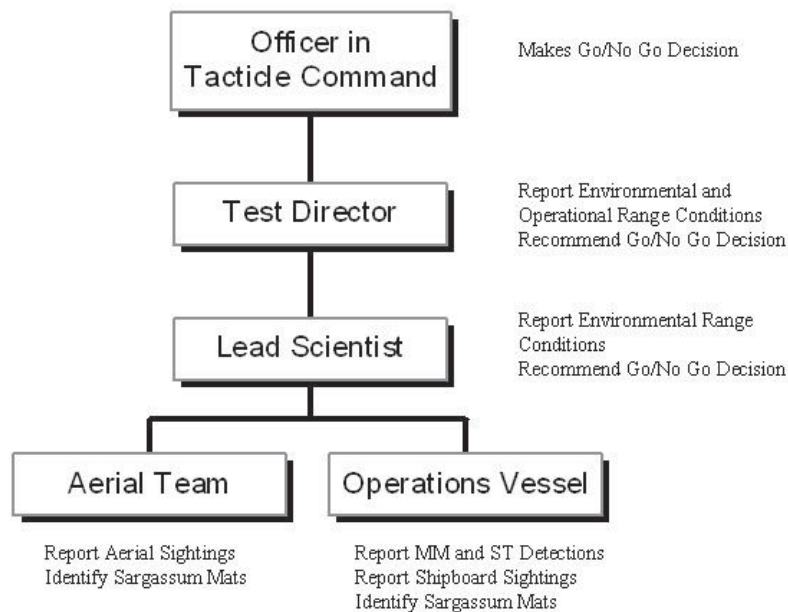 Officer in
Tacticle Command
Makes Go/No Go Decision
Test Director
Report Environmental and
Operational Range Conditions
Recommend Go/No Go Decision
Lead Scientist
Report Environmental Range
Conditions
Recommend Go/No Go Decision
Aerial Team
Operations Vessel
Report Aerial Sightings
Identify Sargassum Mats
Report MM and ST Detections
Report Shipboard Sightings
Identify Sargassum Mats